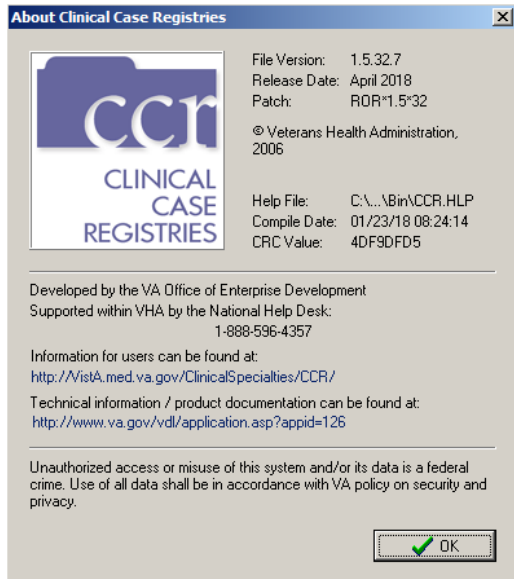 About Clinical Case Registries
ccr
CLINICAL
CASE
REGISTRIES
File Version: 1.5.32.7
Release Date: April 2018
Patch: ROR*1.5*32
© Veterans Health Administration,
2006
Help File: C:\...\Bin\CCR.HLP
Compile Date: 01/23/18 08:24:14
CRC Value: 4DF9DFD5
Developed by the VA Office of Enterprise Development
Supported within VHA by the National Help Desk:
1-888-596-4357
Information for users can be found at:
http://VistA.med.va.gov/ClinicalSpecialties/CCR/
Technical information / product documentation can be found at:
http://www.va.gov/vdl/application.asp?appid=126
Unauthorized access or misuse of this system and/or its data is a federal
crime. Use of all data shall be in accordance with VA policy on security and
privacy.
OK